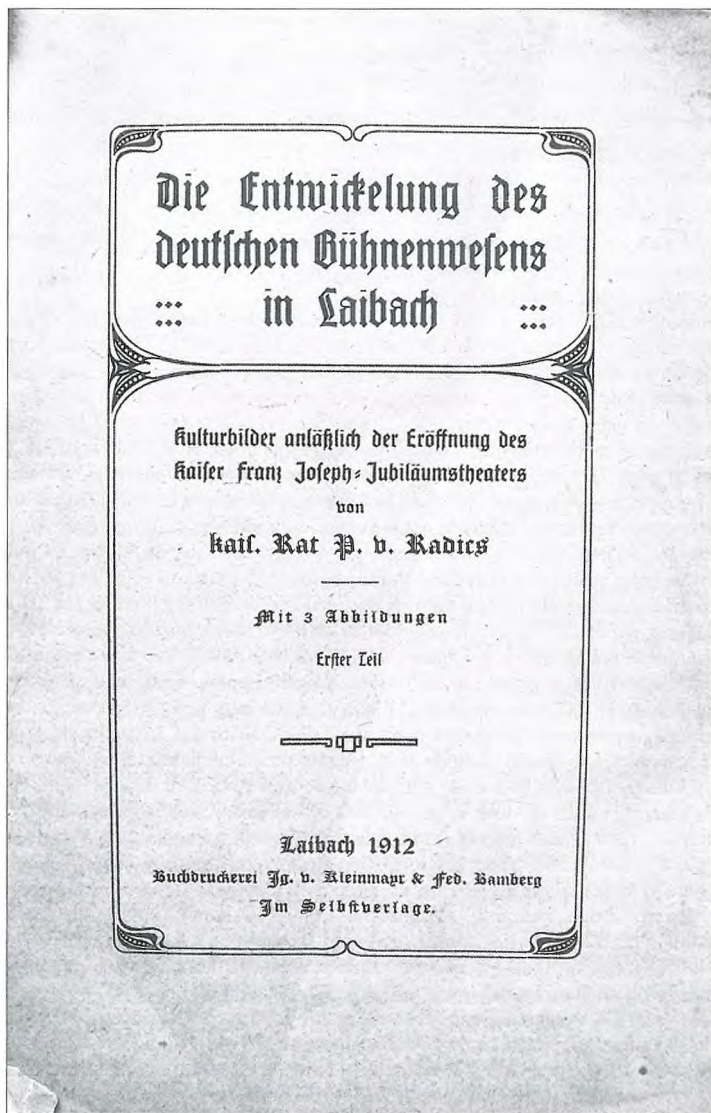 Die Entwickelung des
deutſchen Bühnenweſens
in Laibach
Kulturbilder anläßlich der Eröffnung des
Kaiſer Franz Joſeph-Jubiläumstheaters
von
kaiſ. Rat P. v. Radics
Mit 3 Abbildungen
Erſter Teil
Laibach 1912
Buchdruckerei Ig. v. Kleinmayr & Fed. Bamberg
Im Selbſtverlage.